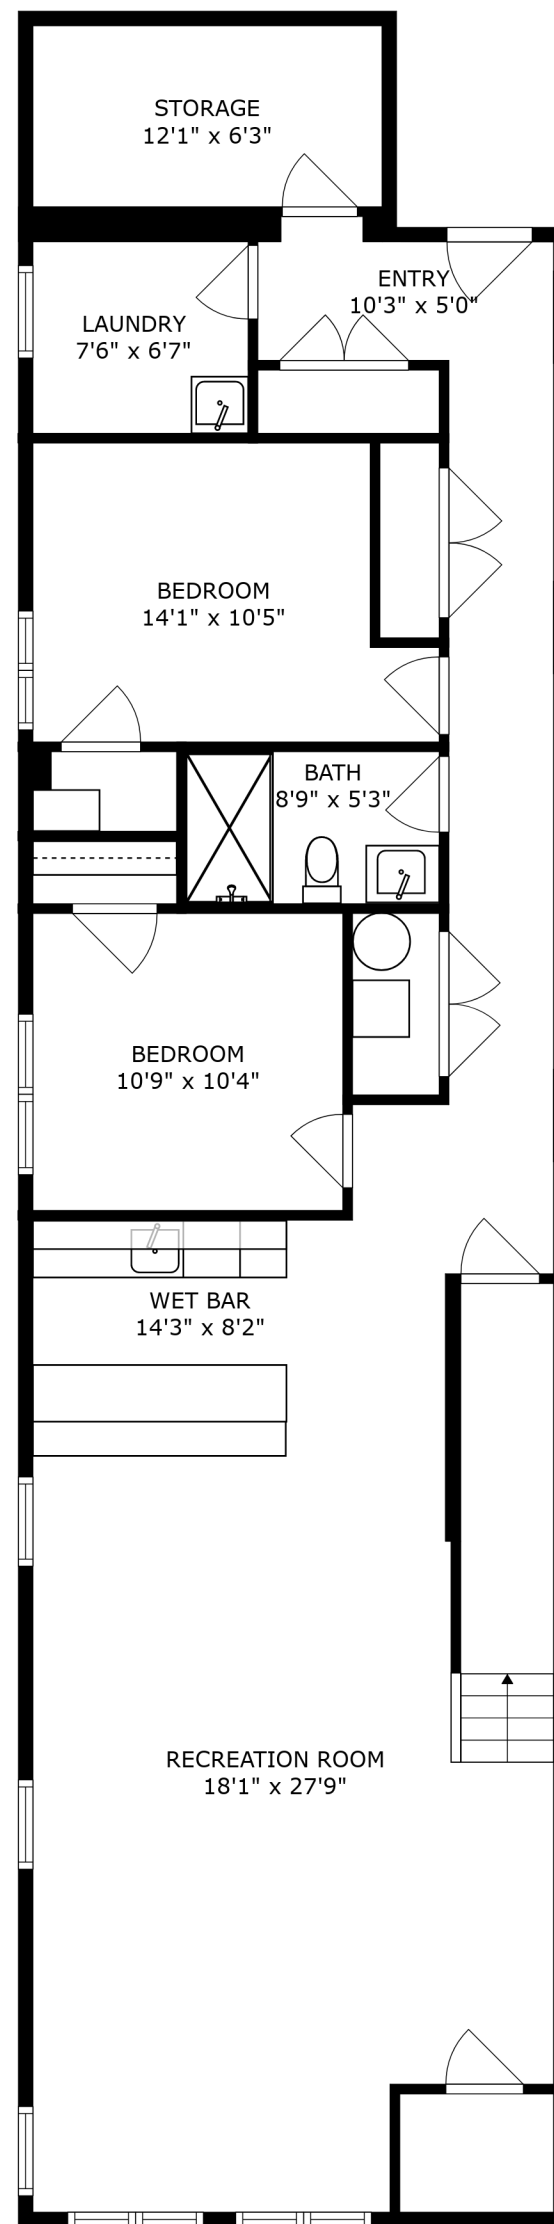 STORAGE
12'1" x 6'3"
ENTRY
10'3" x 5'0"
LAUNDRY
7'6" x 6'7"
BEDROOM
14'1" x 10'5"
BATH
8'9" x 5'3"
BEDROOM
10'9" x 10'4"
WET BAR
14'3" x 8'2"
RECREATION ROOM
18'1" x 27'9"